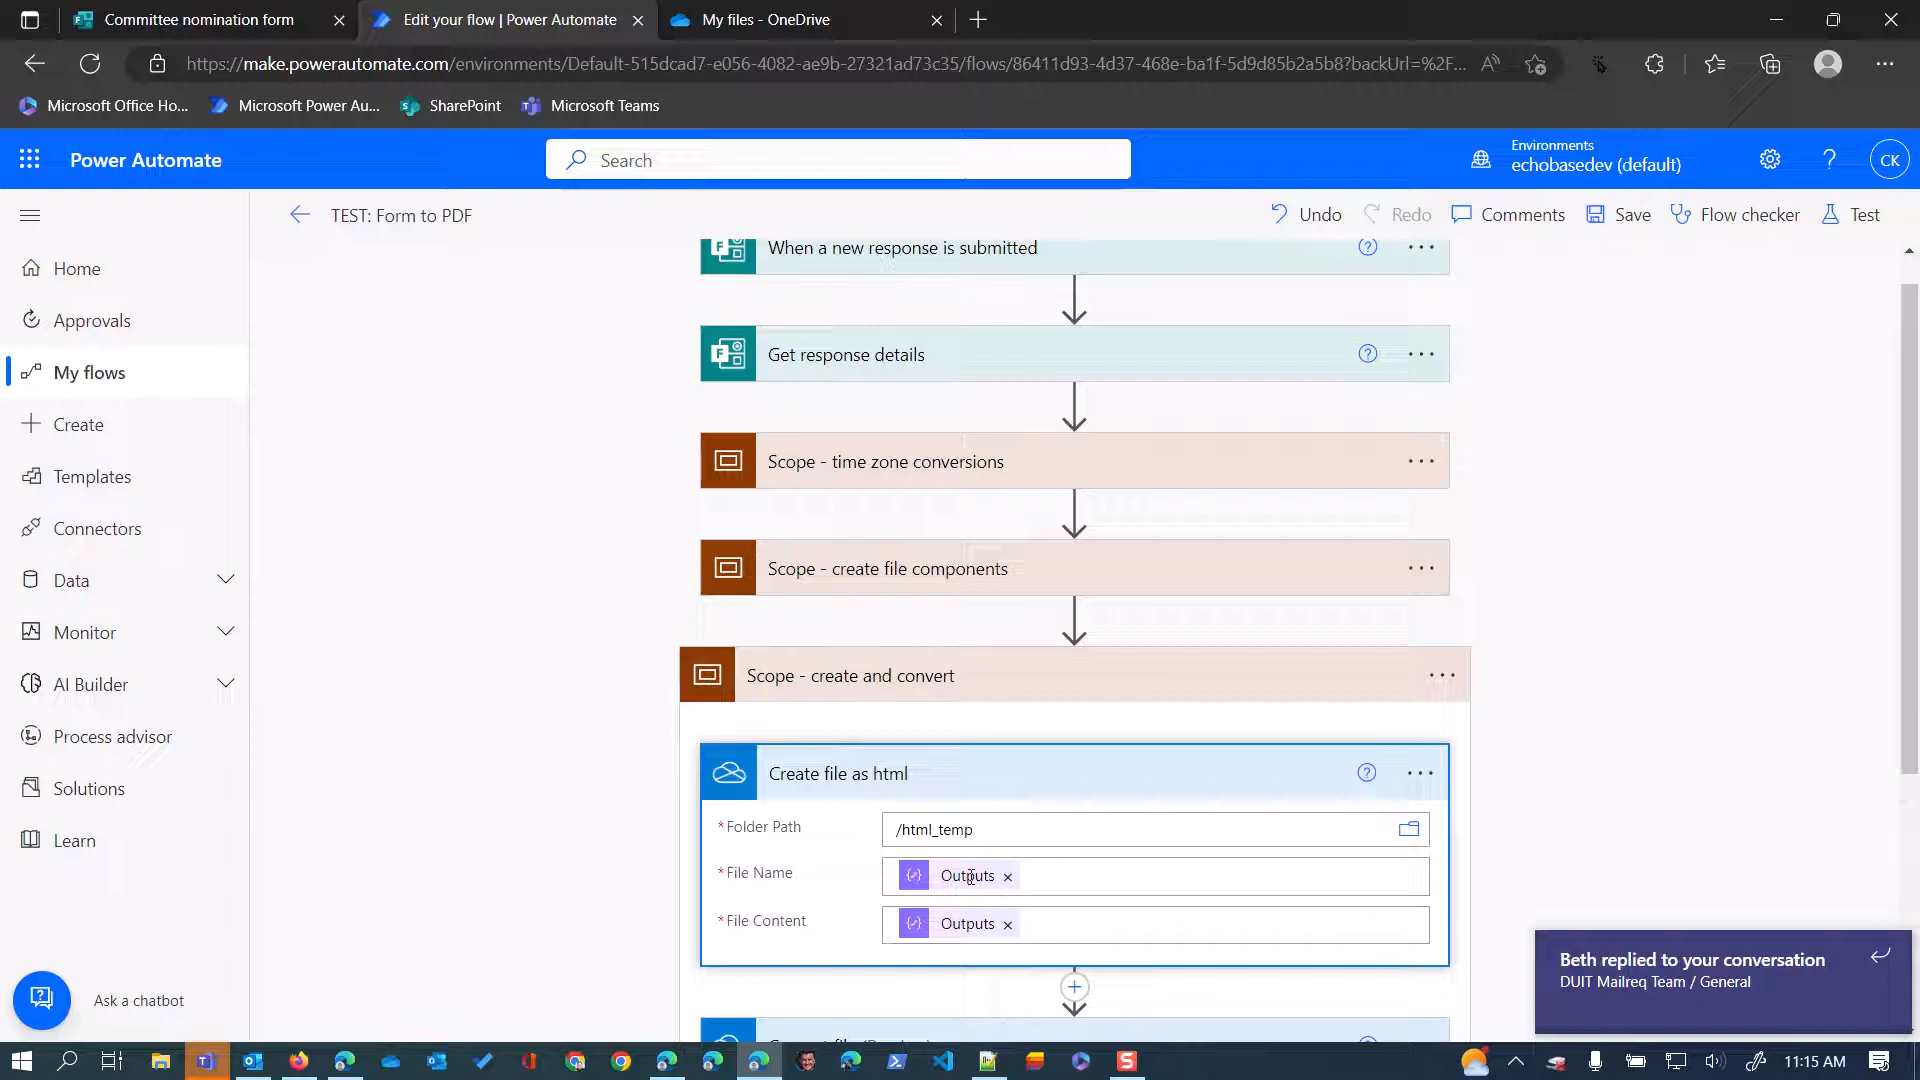 Committee nomination form
Edit your flow | Power Automate
My files - OneDrive
https://make.powerautomate.com/environments/Default-515dcad7-e056-4082-ae9b-27321ad73c35/flows/86411d93-4d37-468e-ba1f-5d9d85b2a5b8?backUrl=%2F...
Microsoft Office Ho...
Microsoft Power Au...
SharePoint
Microsoft Teams
Power Automate
Search
Environments
echobasedev (default)
CK
TEST: Form to PDF
Undo
Redo
Comments
Save
Flow checker
Test
Home
Approvals
My flows
Create
Templates
Connectors
Data
Monitor
AI Builder
Process advisor
Solutions
Learn
Ask a chatbot
When a new response is submitted
Get response details
Scope - time zone conversions
Scope - create file components
Scope - create and convert
Create file as html
* Folder Path
/html_temp
* File Name
Outputs
* File Content
Outputs
Beth replied to your conversation
DUIT Mailreq Team / General
11:15 AM